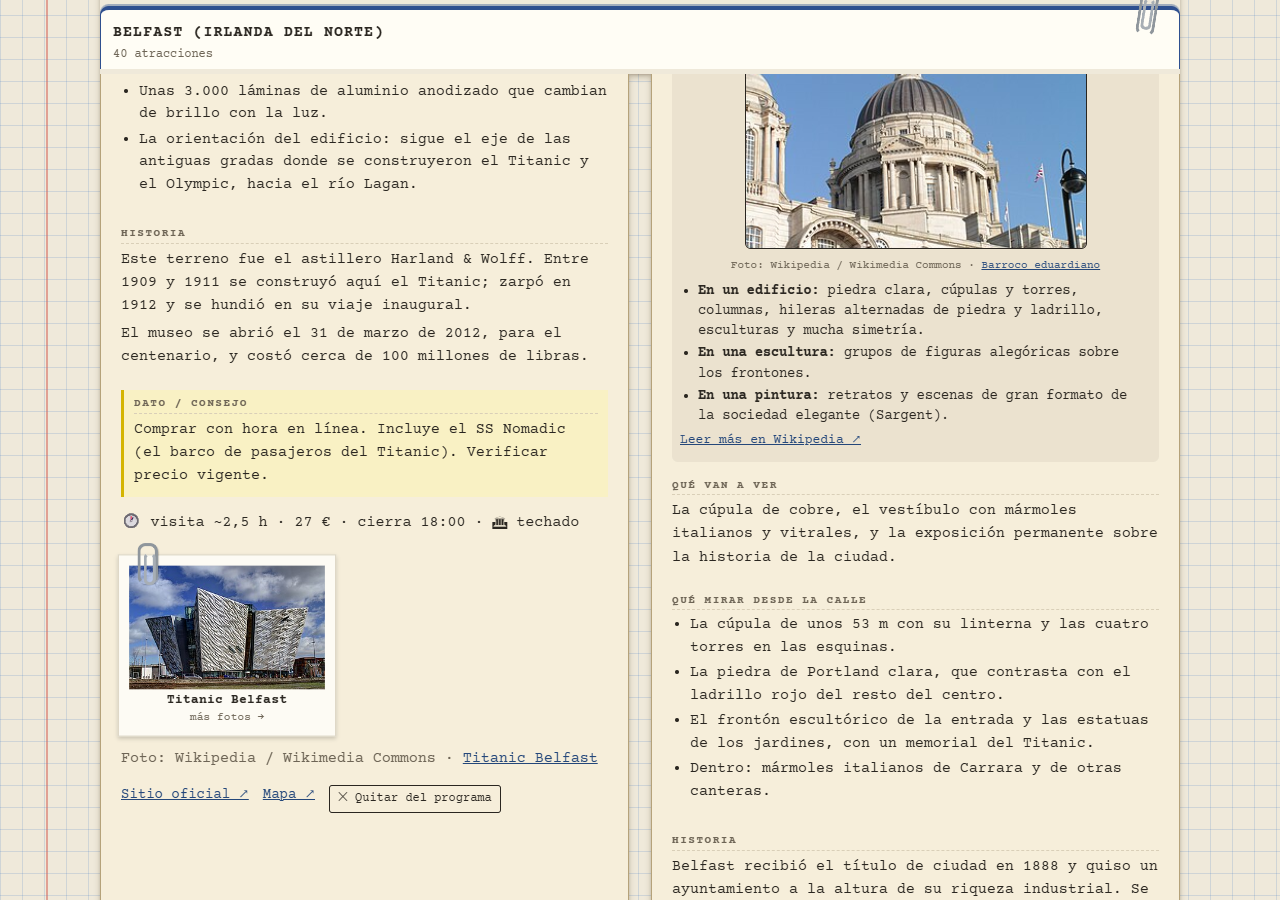 BELFAST (IRLANDA DEL NORTE)
40 atracciones
• Unas 3.000 láminas de aluminio anodizado que cambian
de brillo con la luz.
• La orientación del edificio: sigue el eje de las
antiguas gradas donde se construyeron el Titanic y
el Olympic, hacia el río Lagan.
HISTORIA
Este terreno fue el astillero Harland & Wolff. Entre
1909 y 1911 se construyó aquí el Titanic; zarpó en
1912 y se hundió en su viaje inaugural.
El museo se abrió el 31 de marzo de 2012, para el
centenario, y costó cerca de 100 millones de libras.
DATO / CONSEJO
Comprar con hora en línea. Incluye el SS Nomadic
(el barco de pasajeros del Titanic). Verificar
precio vigente.
visita ~2,5 h · 27 € · cierra 18:00 · techado
Titanic Belfast
más fotos →
Foto: Wikipedia / Wikimedia Commons · Titanic Belfast
Sitio oficial ↗ Mapa ↗ × Quitar del programa
Foto: Wikipedia / Wikimedia Commons · Barroco eduardiano
• En un edificio: piedra clara, cúpulas y torres,
columnas, hileras alternadas de piedra y ladrillo,
esculturas y mucha simetría.
• En una escultura: grupos de figuras alegóricas sobre
los frontones.
• En una pintura: retratos y escenas de gran formato de
la sociedad elegante (Sargent).
Leer más en Wikipedia ↗
QUÉ VAN A VER
La cúpula de cobre, el vestíbulo con mármoles
italianos y vitrales, y la exposición permanente sobre
la historia de la ciudad.
QUÉ MIRAR DESDE LA CALLE
• La cúpula de unos 53 m con su linterna y las cuatro
torres en las esquinas.
• La piedra de Portland clara, que contrasta con el
ladrillo rojo del resto del centro.
• El frontón escultórico de la entrada y las estatuas
de los jardines, con un memorial del Titanic.
• Dentro: mármoles italianos de Carrara y de otras
canteras.
HISTORIA
Belfast recibió el título de ciudad en 1888 y quiso un
ayuntamiento a la altura de su riqueza industrial. Se